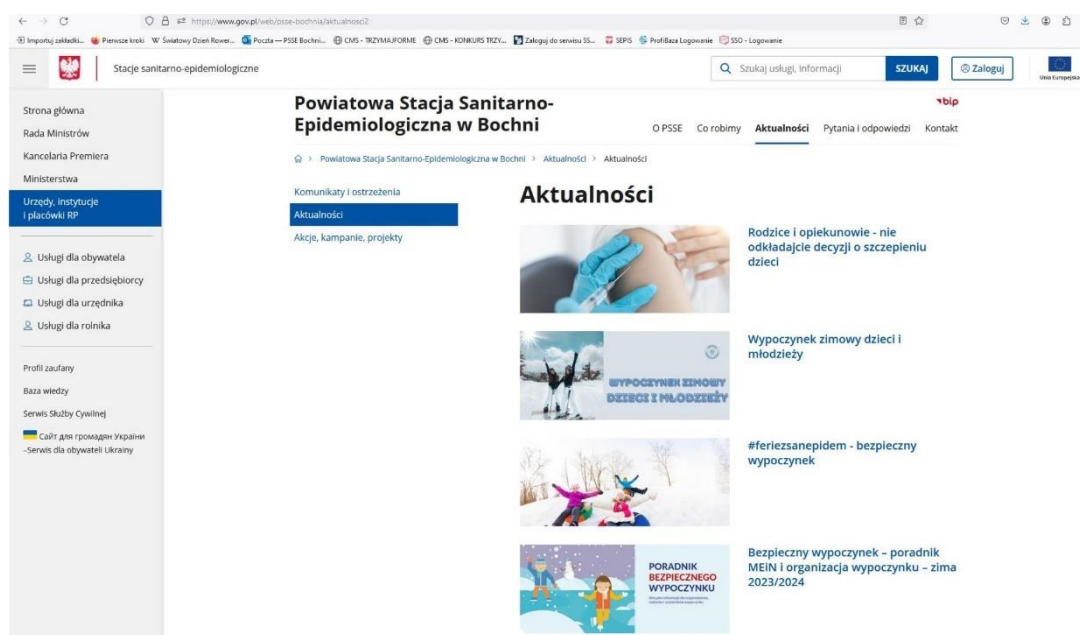 https://www.gov.pl/web/psse-bochnia/aktualnosci2
Importuj zakładki...
Pierwsze kroki
Światowy Dzień Rower...
Poczta — PSSE Bochni...
CMS - TRZYMAJFORME
CMS - KONKURS TRZY...
Zaloguj do serwisu SS...
SEPIS
ProfiBaza Logowanie
SSO - Logowanie
Stacje sanitarno-epidemiologiczne
Szukaj usługi, informacji
SZUKAJ
Zaloguj
Unia Europejska
Strona główna
Rada Ministrów
Kancelaria Premiera
Ministerstwa
Urzędy, instytucje
i placówki RP
Usługi dla obywatela
Usługi dla przedsiębiorcy
Usługi dla urzędnika
Usługi dla rolnika
Profil zaufany
Baza wiedzy
Serwis Służby Cywilnej
Сайт для громадян України
–Serwis dla obywateli Ukrainy
Powiatowa Stacja Sanitarno-
Epidemiologiczna w Bochni
bip
O PSSE
Co robimy
Aktualności
Pytania i odpowiedzi
Kontakt
Powiatowa Stacja Sanitarno-Epidemiologiczna w Bochni > Aktualności > Aktualności
Komunikaty i ostrzeżenia
Aktualności
Akcje, kampanie, projekty
Aktualności
Rodzice i opiekunowie - nie
odkładajcie decyzji o szczepieniu
dzieci
WYPOCZYNEK ZIMOWY
DZIECI I MŁODZIEŻY
Wypoczynek zimowy dzieci i
młodzieży
#feriezsanepidem - bezpieczny
wypoczynek
PORADNIK
BEZPIECZNEGO
WYPOCZYNKU
Bezpieczny wypoczynek – poradnik
MEiN i organizacja wypoczynku – zima
2023/2024